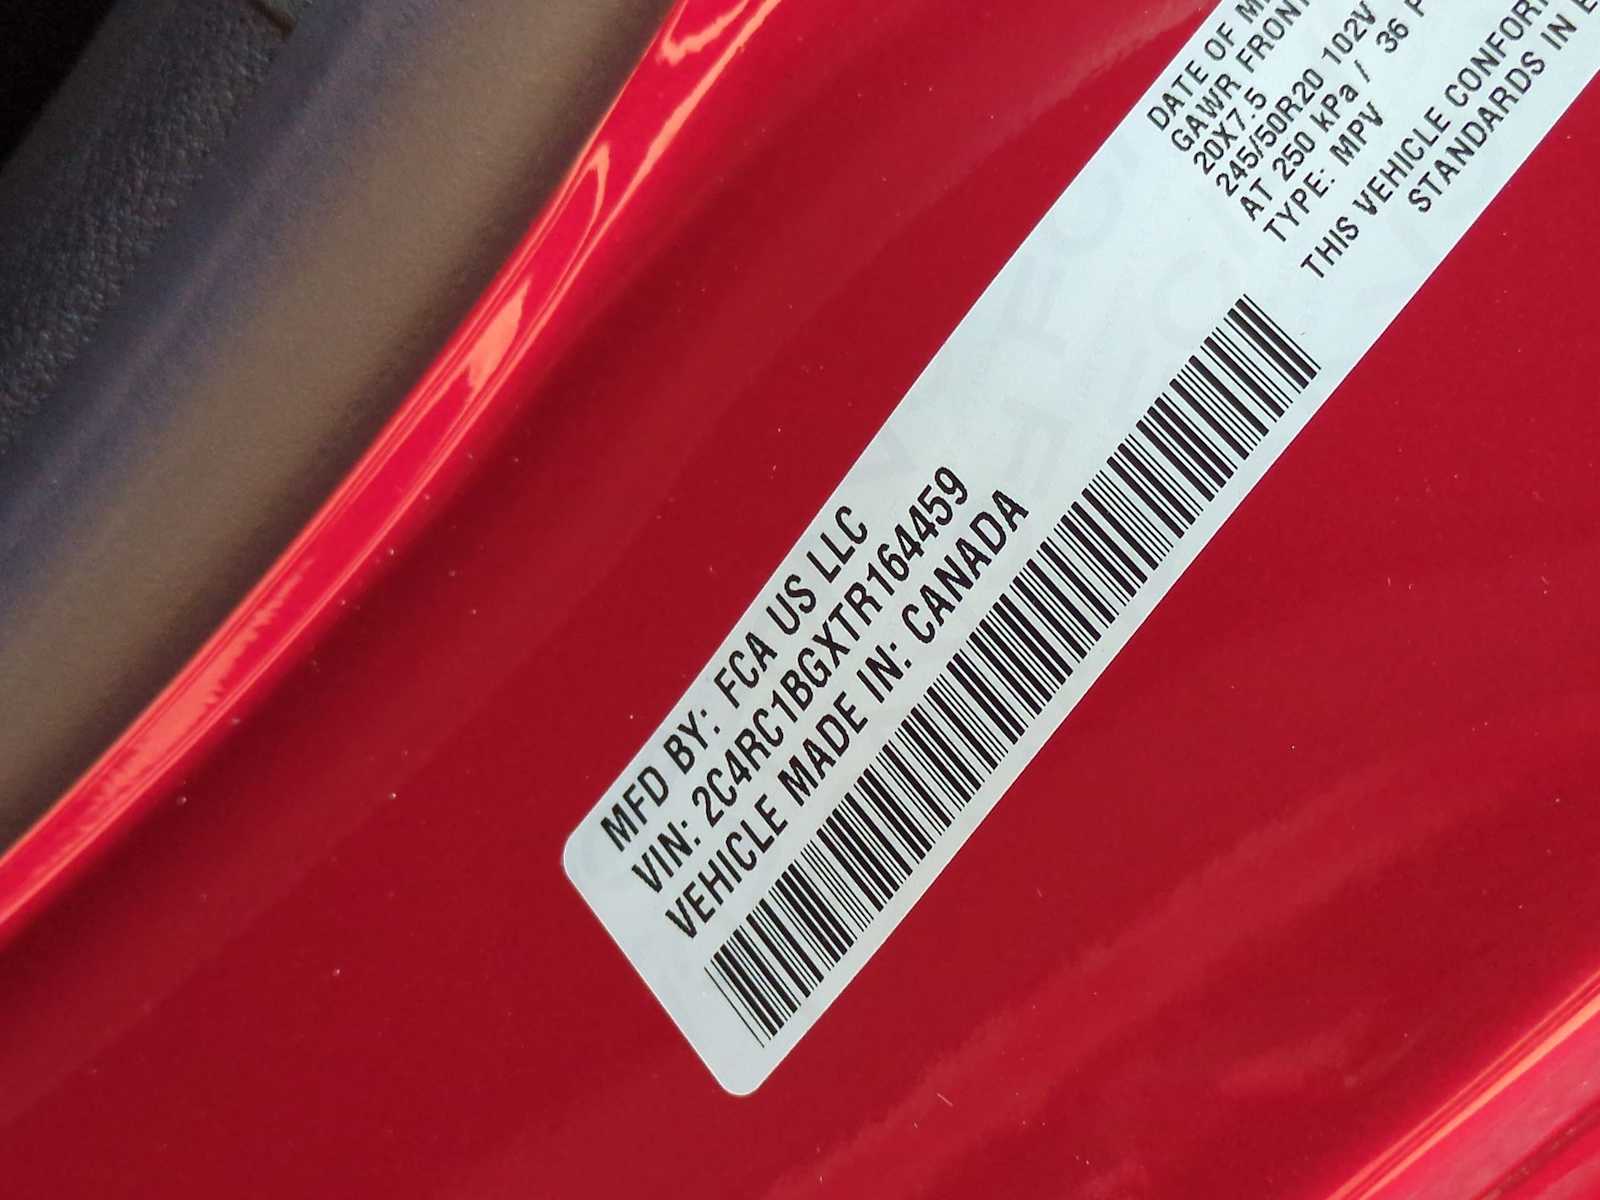 MFD BY: FCA US LLC
VIN: 2C4RC1BGXTR164459
VEHICLE MADE IN: CANADA
DATE OF M
GAWR FRONT
20X7.5
245/50R20 102V
AT 250 kPa / 36 P
TYPE: MPV
THIS VEHICLE CONFOR
STANDARDS IN E